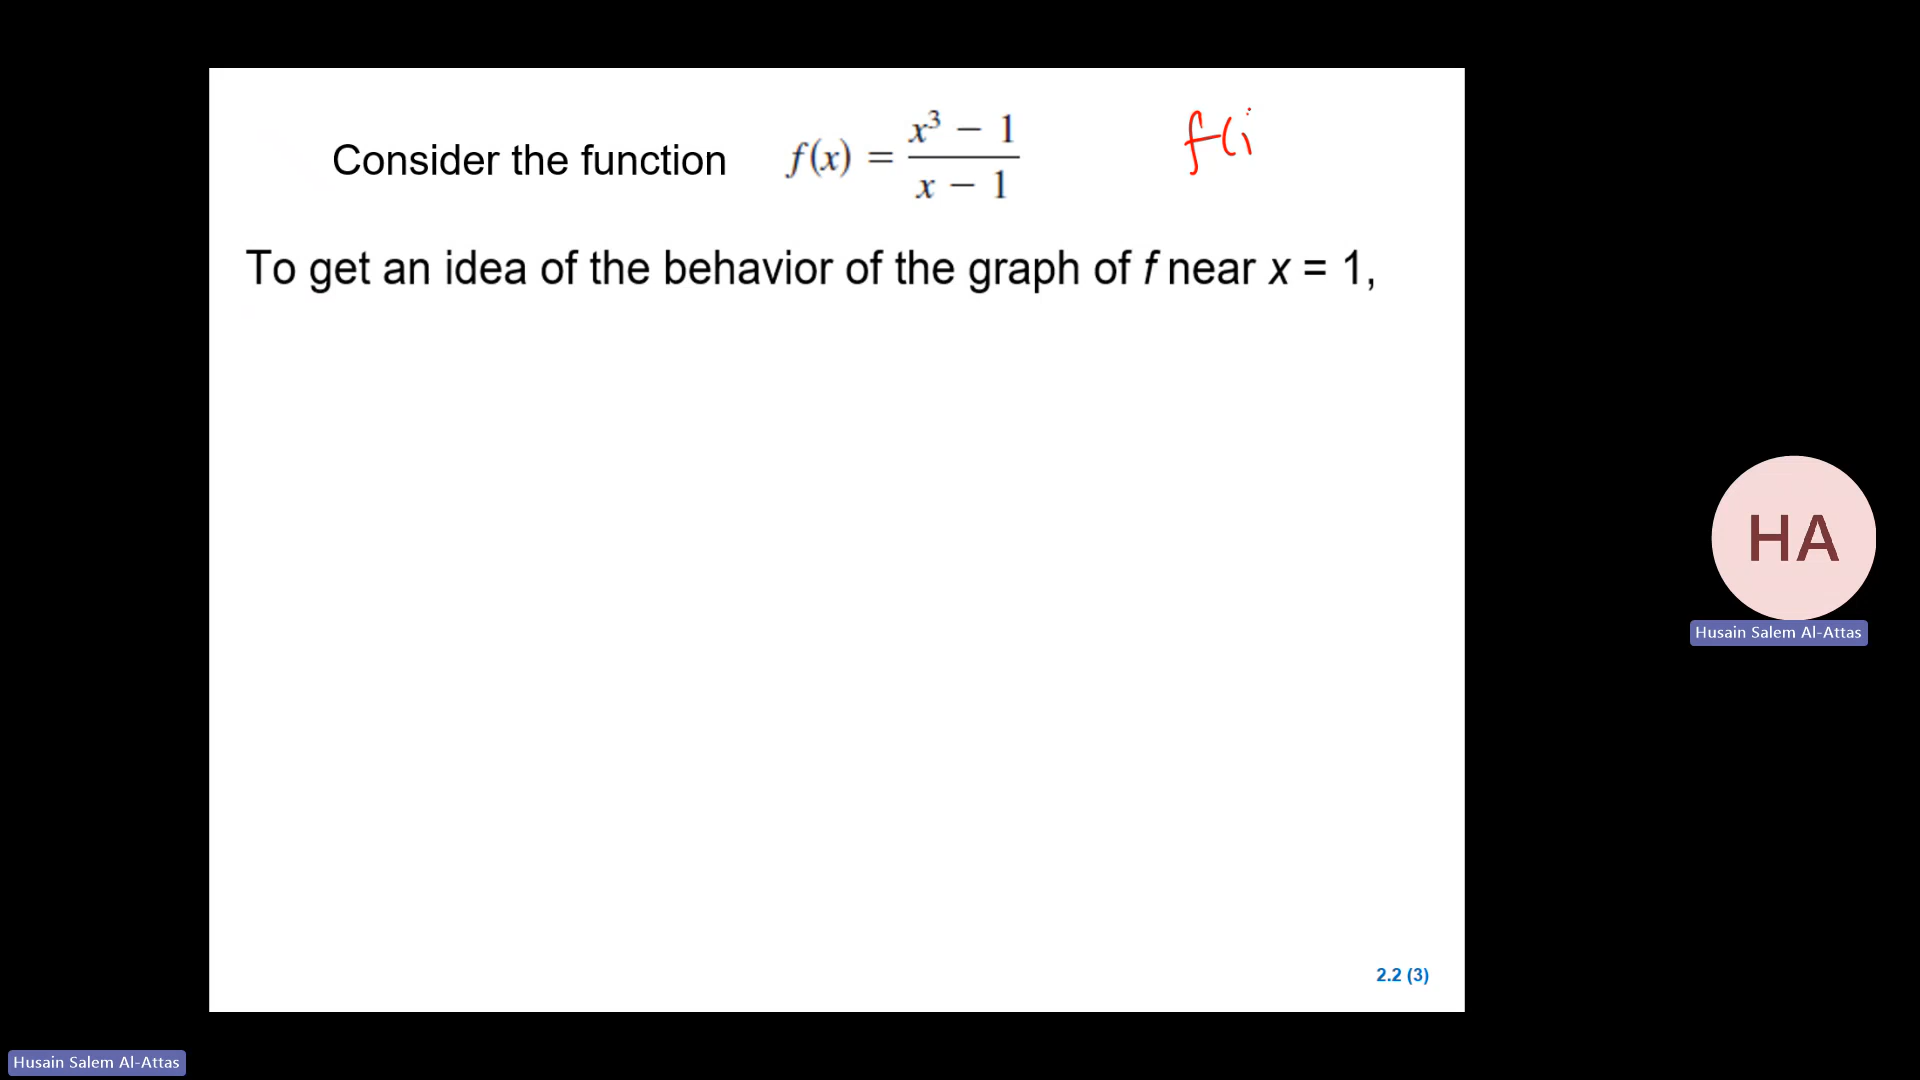 Consider the function f(x) = x³ − 1 / x − 1
f(1
To get an idea of the behavior of the graph of f near x = 1,
HA
Husain Salem Al-Attas
2.2 (3)
Husain Salem Al-Attas